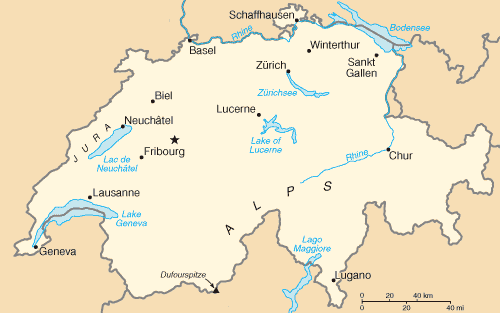 Schaffhausen
Rhine
Bodensee
Basel
Winterthur
Zürich
Sankt
Gallen
Zürichsee
Biel
Lucerne
Neuchâtel
JURA
Lac de
Neuchâtel
Fribourg
Lake of
Lucerne
Rhine
Chur
Lausanne
ALPS
Lake
Geneva
Geneva
Lago
Maggiore
Dufourspitze
Lugano
0 20 40 km
0 20 40 mi